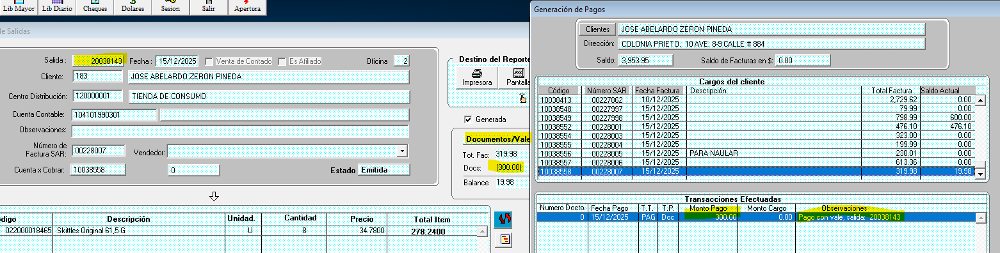 Lib Mayor Lib Diario Cheques Dolares Sesion Salir Apertura
de Salidas
Salida : 20038143 Fecha : 15/12/2025 Venta de Contado Es Afiliado Oficina 2
Cliente: 183 JOSE ABELARDO ZERON PINEDA
Centro Distribución: 120000001 TIENDA DE CONSUMO
Cuenta Contable: 104101990301
Observaciones:
Número de
Factura SAR: 00228007 Vendedor:
Cuenta x Cobrar: 10038558 0 Estado Emitida
Destino del Reporte
Impresora Pantalla
Generada
Documentos/Vale
Tot. Fac: 319.98
Docs: (300.00)
Balance 19.98
ódigo Descripción Unidad. Cantidad Precio Total Item
022000018465 Skittles Original 61,5 G U 8 34.7800 278.2400
Generación de Pagos
Clientes JOSE ABELARDO ZERON PINEDA
Dirección: COLONIA PRIETO, 10 AVE. 8-9 CALLE # 884
Saldo: 3,953.95 Saldo de Facturas en $: 0.00
Cargos del cliente
Código Número SAR Fecha Factura Descripción Total Factura Saldo Actual
10038413 00227862 10/12/2025 2,729.62 0.00
10038548 00227997 15/12/2025 79.99 0.00
10038549 00227998 15/12/2025 798.99 600.00
10038552 00228001 15/12/2025 476.10 476.10
10038554 00228003 15/12/2025 323.00 0.00
10038555 00228004 15/12/2025 199.99 0.00
10038556 00228005 15/12/2025 PARA NAULAR 230.01 0.00
10038557 00228006 15/12/2025 613.36 0.00
10038558 00228007 15/12/2025 319.98 19.98
Transacciones Efectuadas
Numero Docto. Fecha Pago T.T. T.P. Monto Pago Monto Cargo Observaciones
0 15/12/2025 PAG Doc 300.00 0.00 Pago con vale, salida: 20038143